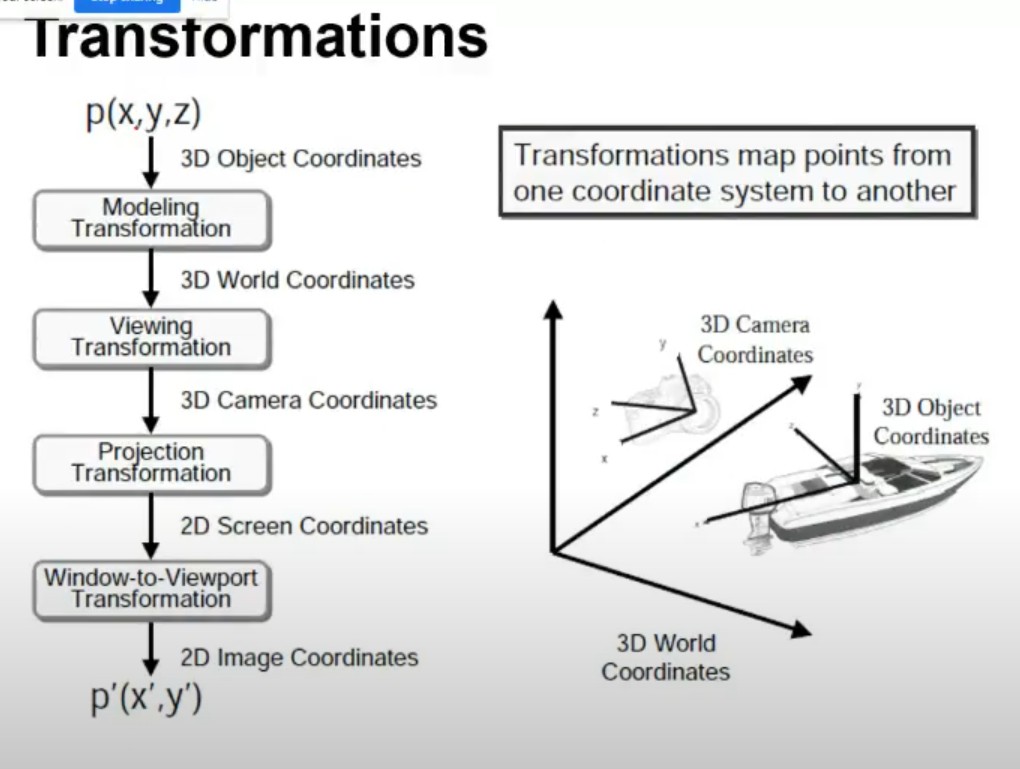 Stop sharing
Transformations
p(x,y,z)
3D Object Coordinates
Modeling
Transformation
3D World Coordinates
Viewing
Transformation
3D Camera Coordinates
Projection
Transformation
2D Screen Coordinates
Window-to-Viewport
Transformation
2D Image Coordinates
p′(x′,y′)
Transformations map points from
one coordinate system to another
3D Camera
Coordinates
y
z
x
3D Object
Coordinates
y
z
x
3D World
Coordinates